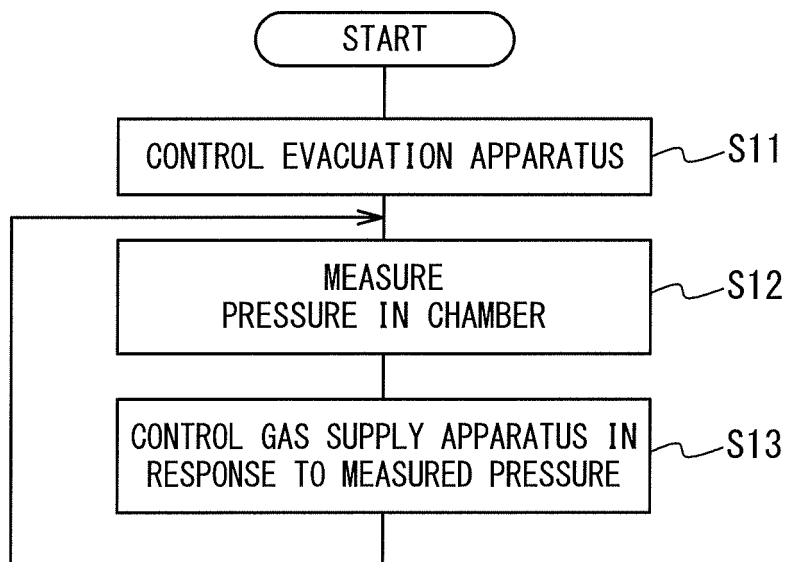 START
CONTROL EVACUATION APPARATUS
S11
MEASURE
PRESSURE IN CHAMBER
S12
CONTROL GAS SUPPLY APPARATUS IN
RESPONSE TO MEASURED PRESSURE
S13